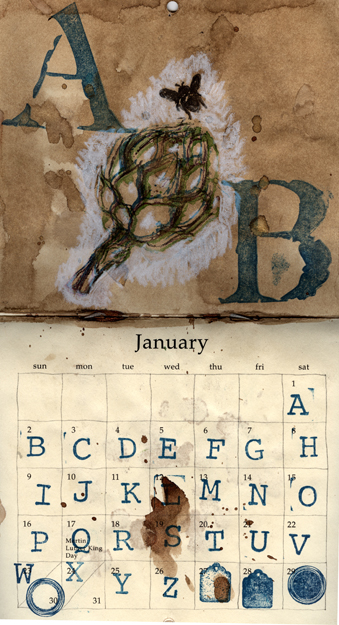 A
B
January
sun mon tue wed thu fri sat
1
A
2 3 4 5 6 7 8
B C D E F G H
9 10 11 12 13 14 15
I J K L M N O
16 17 18 19 20 21 22
P Q R S T U V
Martin
Luther King
Day
24 25 26 27 28 29
W X Y Z
30 31